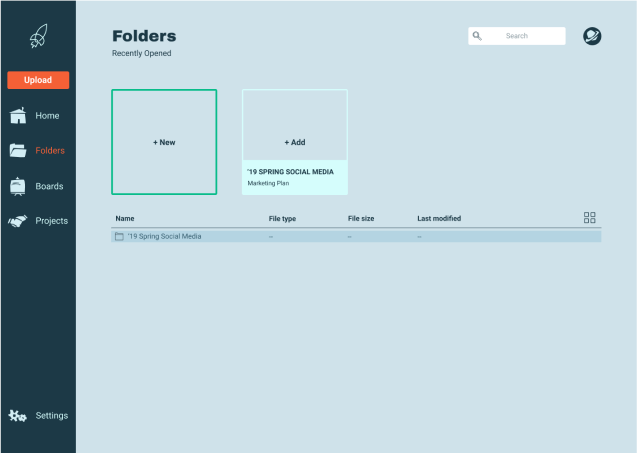 Folders
Recently Opened
Search
Upload
Home
Folders
Boards
Projects
Settings
+ New
+ Add
'19 SPRING SOCIAL MEDIA
Marketing Plan
Name File type File size Last modified
'19 Spring Social Media – – –